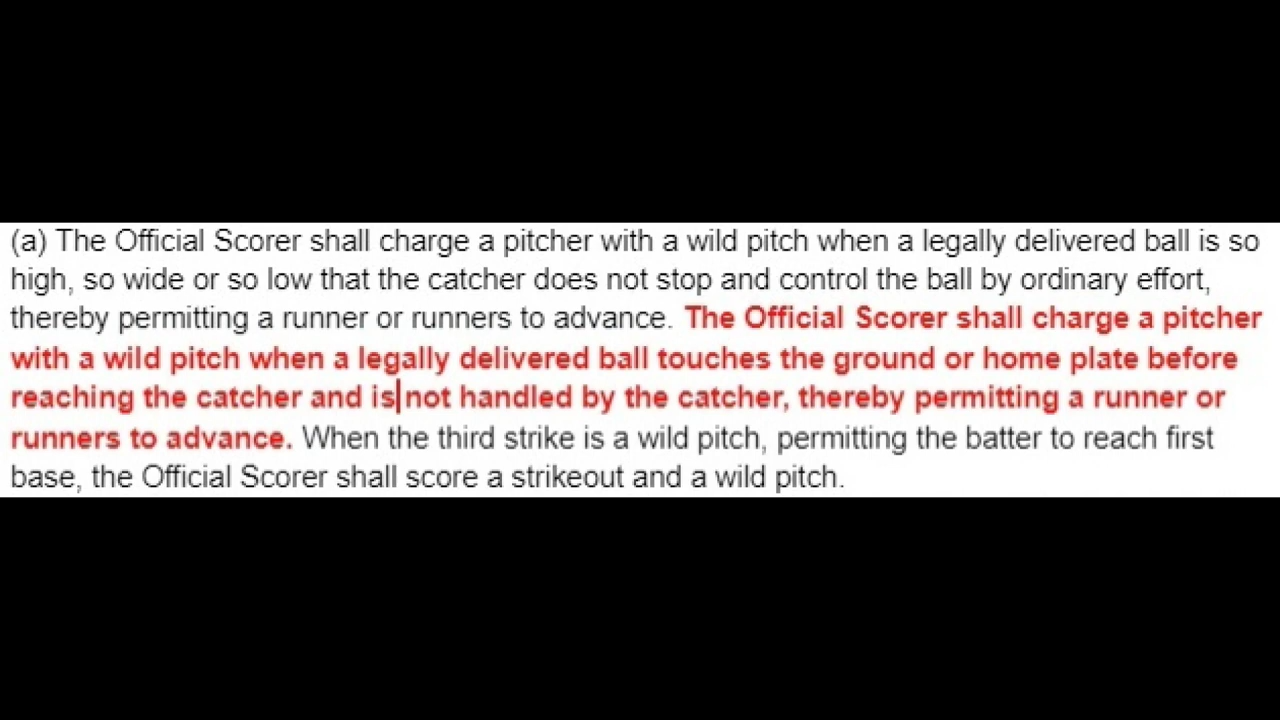 (a) The Official Scorer shall charge a pitcher with a wild pitch when a legally delivered ball is so
high, so wide or so low that the catcher does not stop and control the ball by ordinary effort,
thereby permitting a runner or runners to advance. The Official Scorer shall charge a pitcher
with a wild pitch when a legally delivered ball touches the ground or home plate before
reaching the catcher and is not handled by the catcher, thereby permitting a runner or
runners to advance. When the third strike is a wild pitch, permitting the batter to reach first
base, the Official Scorer shall score a strikeout and a wild pitch.